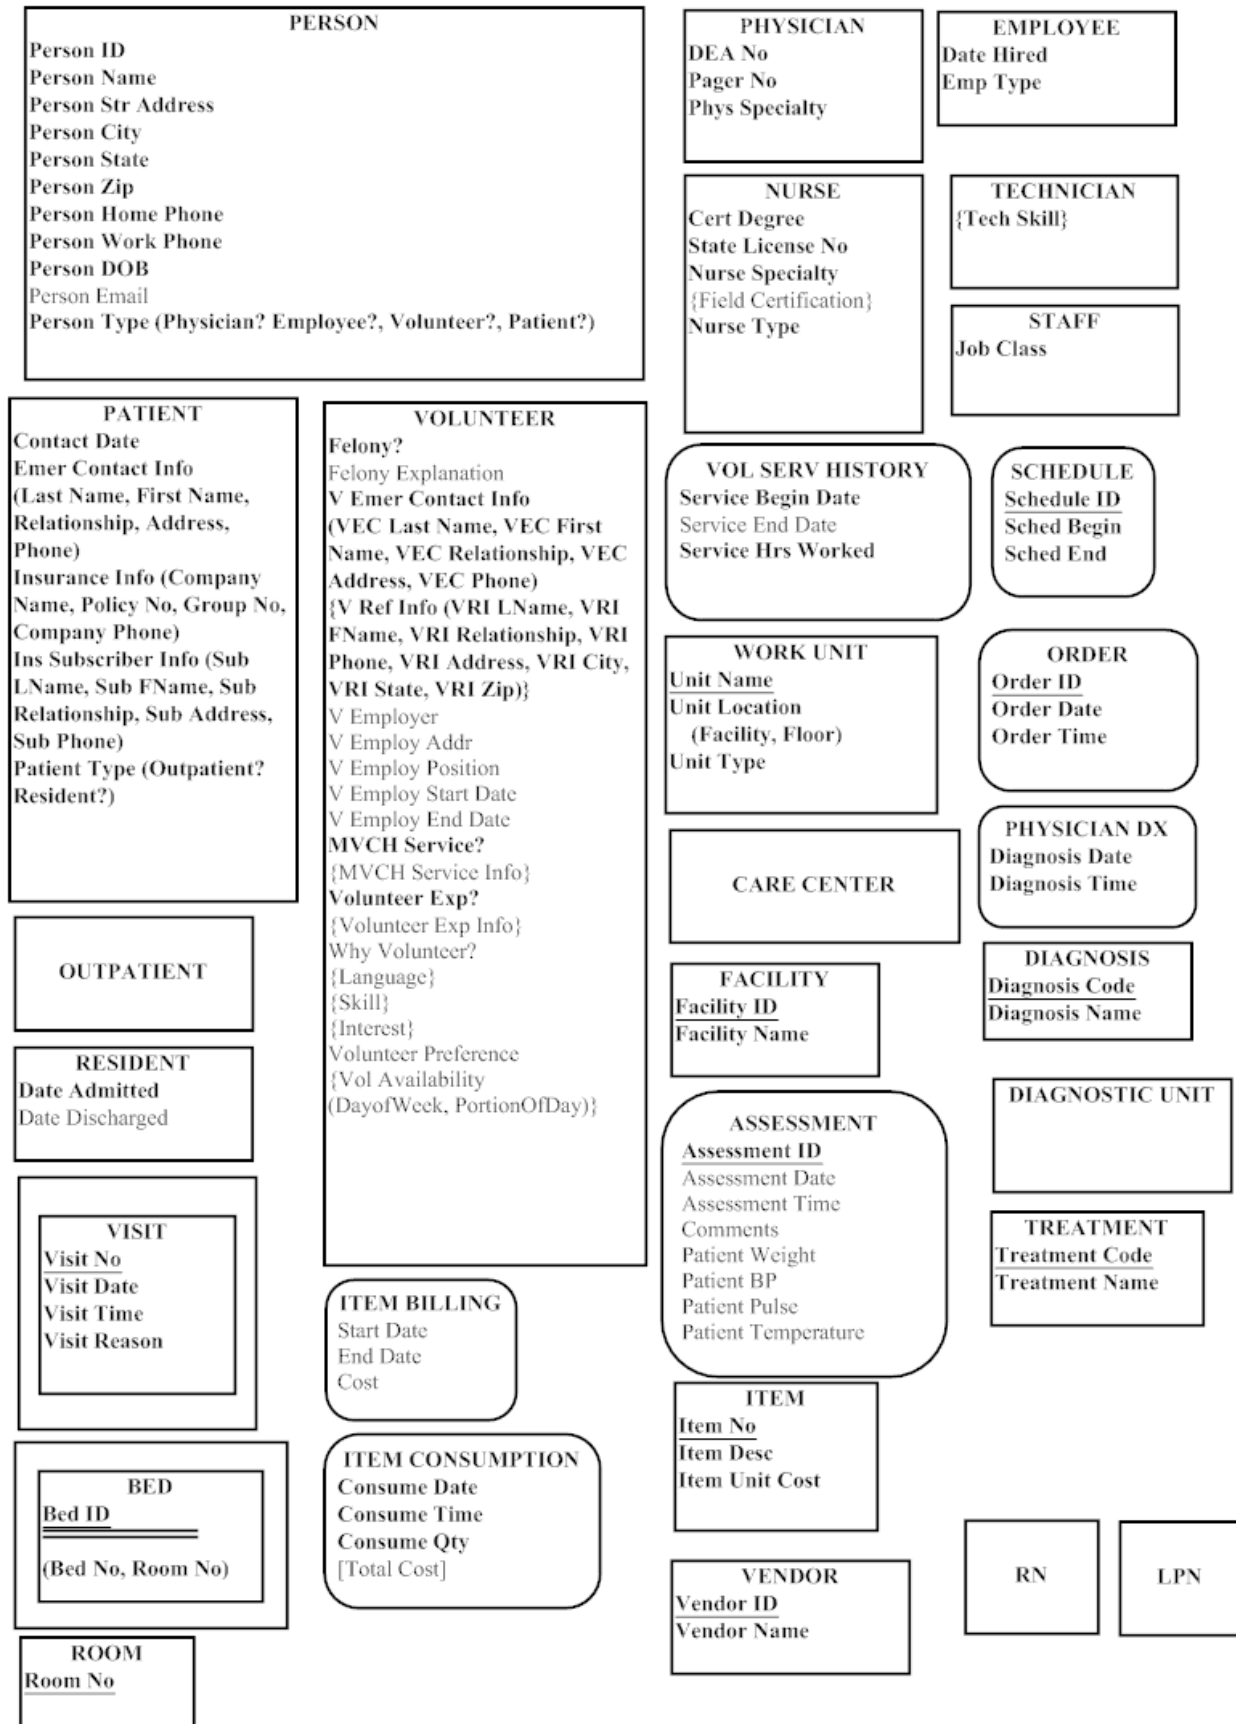 PERSON
Person ID
Person Name
Person Str Address
Person City
Person State
Person Zip
Person Home Phone
Person Work Phone
Person DOB
Person Email
Person Type (Physician? Employee?, Volunteer?, Patient?)
PHYSICIAN
DEA No
Pager No
Phys Specialty
EMPLOYEE
Date Hired
Emp Type
NURSE
Cert Degree
State License No
Nurse Specialty
{Field Certification}
Nurse Type
TECHNICIAN
{Tech Skill}
STAFF
Job Class
PATIENT
Contact Date
Emer Contact Info
(Last Name, First Name,
Relationship, Address,
Phone)
Insurance Info (Company
Name, Policy No, Group No,
Company Phone)
Ins Subscriber Info (Sub
LName, Sub FName, Sub
Relationship, Sub Address,
Sub Phone)
Patient Type (Outpatient?
Resident?)
VOLUNTEER
Felony?
Felony Explanation
V Emer Contact Info
(VEC Last Name, VEC First
Name, VEC Relationship, VEC
Address, VEC Phone)
{V Ref Info (VRI LName, VRI
FName, VRI Relationship, VRI
Phone, VRI Address, VRI City,
VRI State, VRI Zip)}
V Employer
V Employ Addr
V Employ Position
V Employ Start Date
V Employ End Date
MVCH Service?
{MVCH Service Info}
Volunteer Exp?
{Volunteer Exp Info}
Why Volunteer?
{Language}
{Skill}
{Interest}
Volunteer Preference
{Vol Availability
(DayofWeek, PortionOfDay)}
VOL SERV HISTORY
Service Begin Date
Service End Date
Service Hrs Worked
SCHEDULE
Schedule ID
Sched Begin
Sched End
WORK UNIT
Unit Name
Unit Location
(Facility, Floor)
Unit Type
ORDER
Order ID
Order Date
Order Time
CARE CENTER
PHYSICIAN DX
Diagnosis Date
Diagnosis Time
OUTPATIENT
FACILITY
Facility ID
Facility Name
DIAGNOSIS
Diagnosis Code
Diagnosis Name
RESIDENT
Date Admitted
Date Discharged
ASSESSMENT
Assessment ID
Assessment Date
Assessment Time
Comments
Patient Weight
Patient BP
Patient Pulse
Patient Temperature
DIAGNOSTIC UNIT
VISIT
Visit No
Visit Date
Visit Time
Visit Reason
TREATMENT
Treatment Code
Treatment Name
ITEM BILLING
Start Date
End Date
Cost
ITEM
Item No
Item Desc
Item Unit Cost
BED
Bed ID
(Bed No, Room No)
ITEM CONSUMPTION
Consume Date
Consume Time
Consume Qty
[Total Cost]
VENDOR
Vendor ID
Vendor Name
RN
LPN
ROOM
Room No